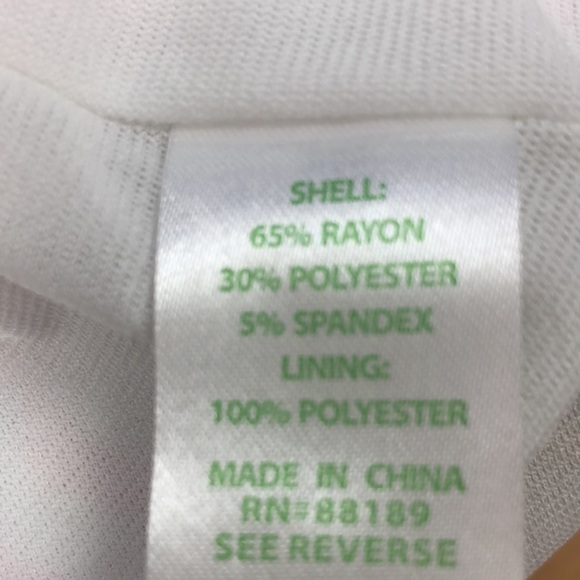 SHELL:
65% RAYON
30% POLYESTER
5% SPANDEX
LINING:
100% POLYESTER
MADE IN CHINA
RN=88189
SEE REVERSE